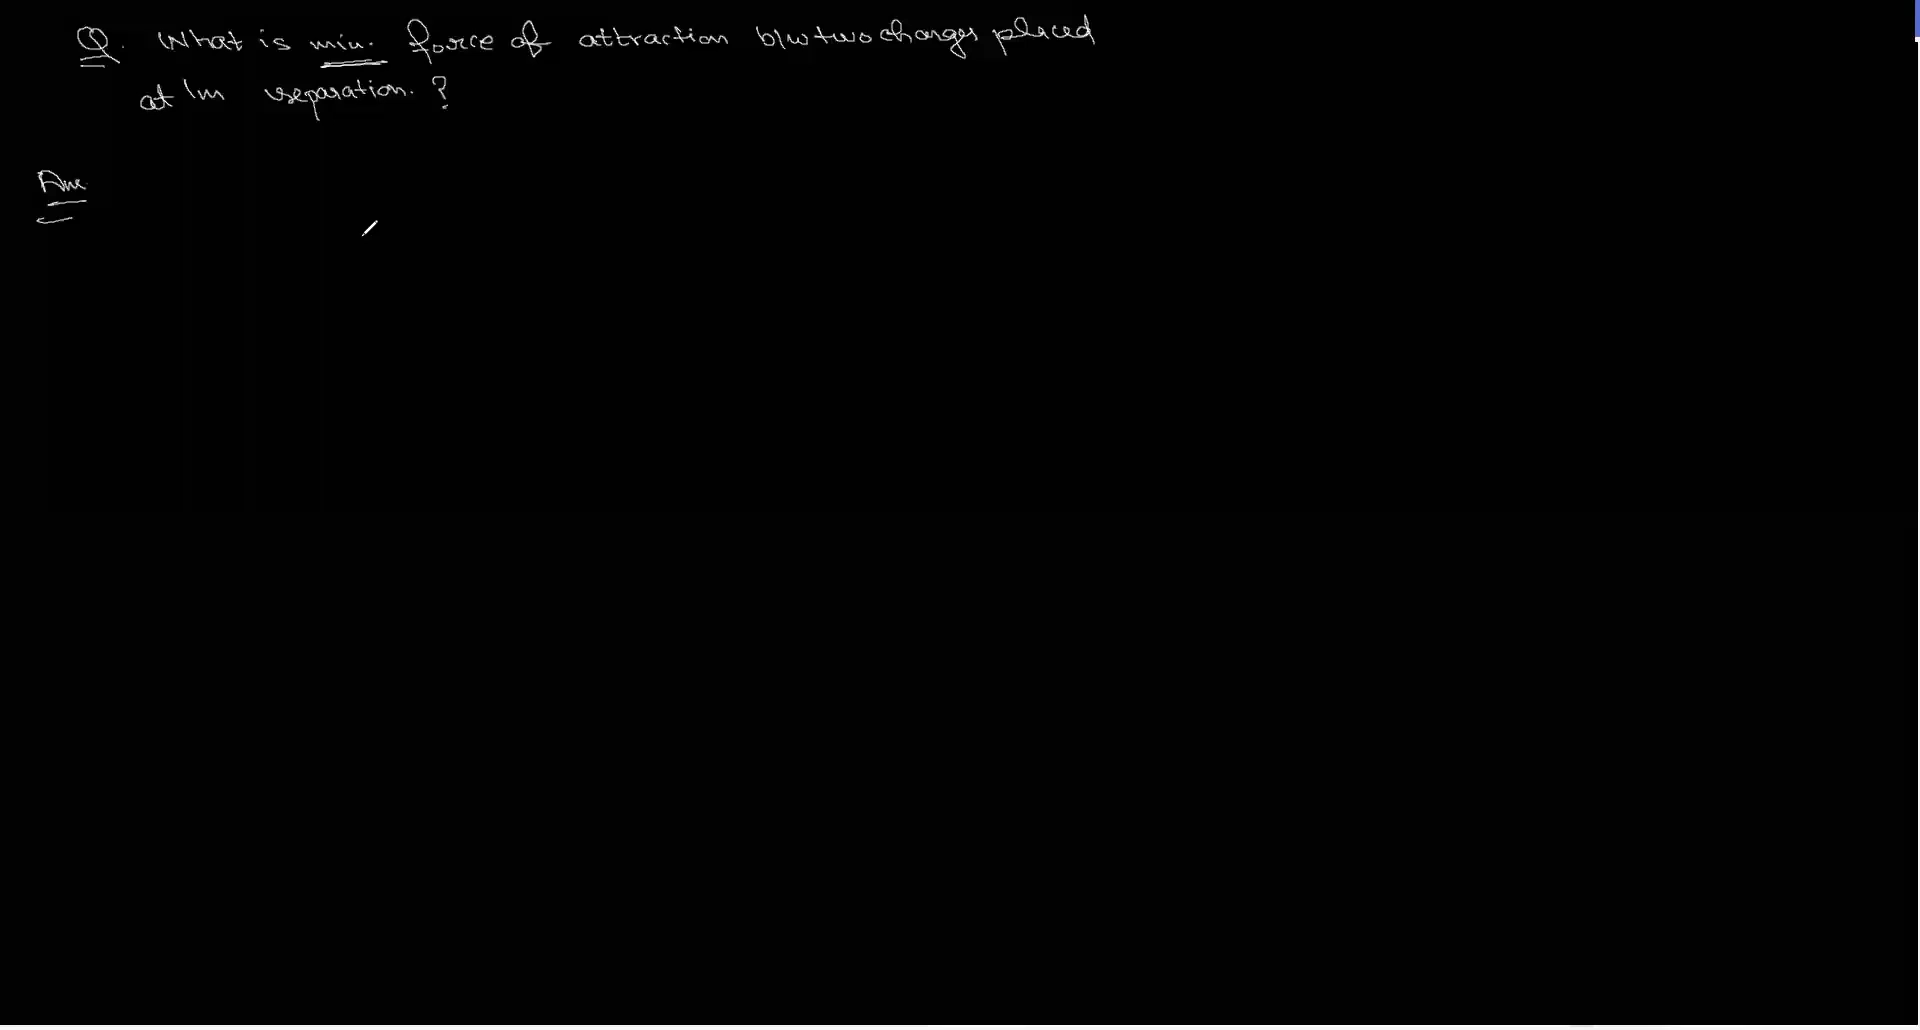 Q. What is min. force of attraction b/w two charges placed
at 1m separation. ?
Ans